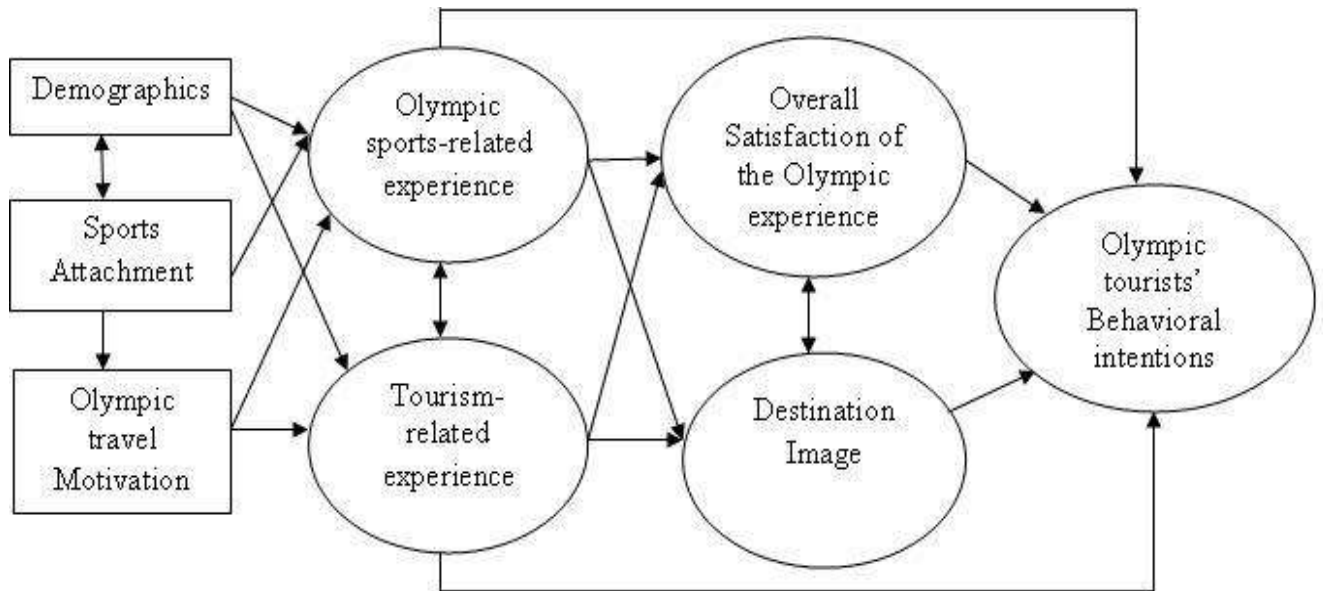 Demographics
Sports
Attachment
Olympic
travel
Motivation
Olympic
sports-related
experience
Tourism-
related
experience
Overall
Satisfaction of
the Olympic
experience
Destination
Image
Olympic
tourists’
Behavioral
intentions